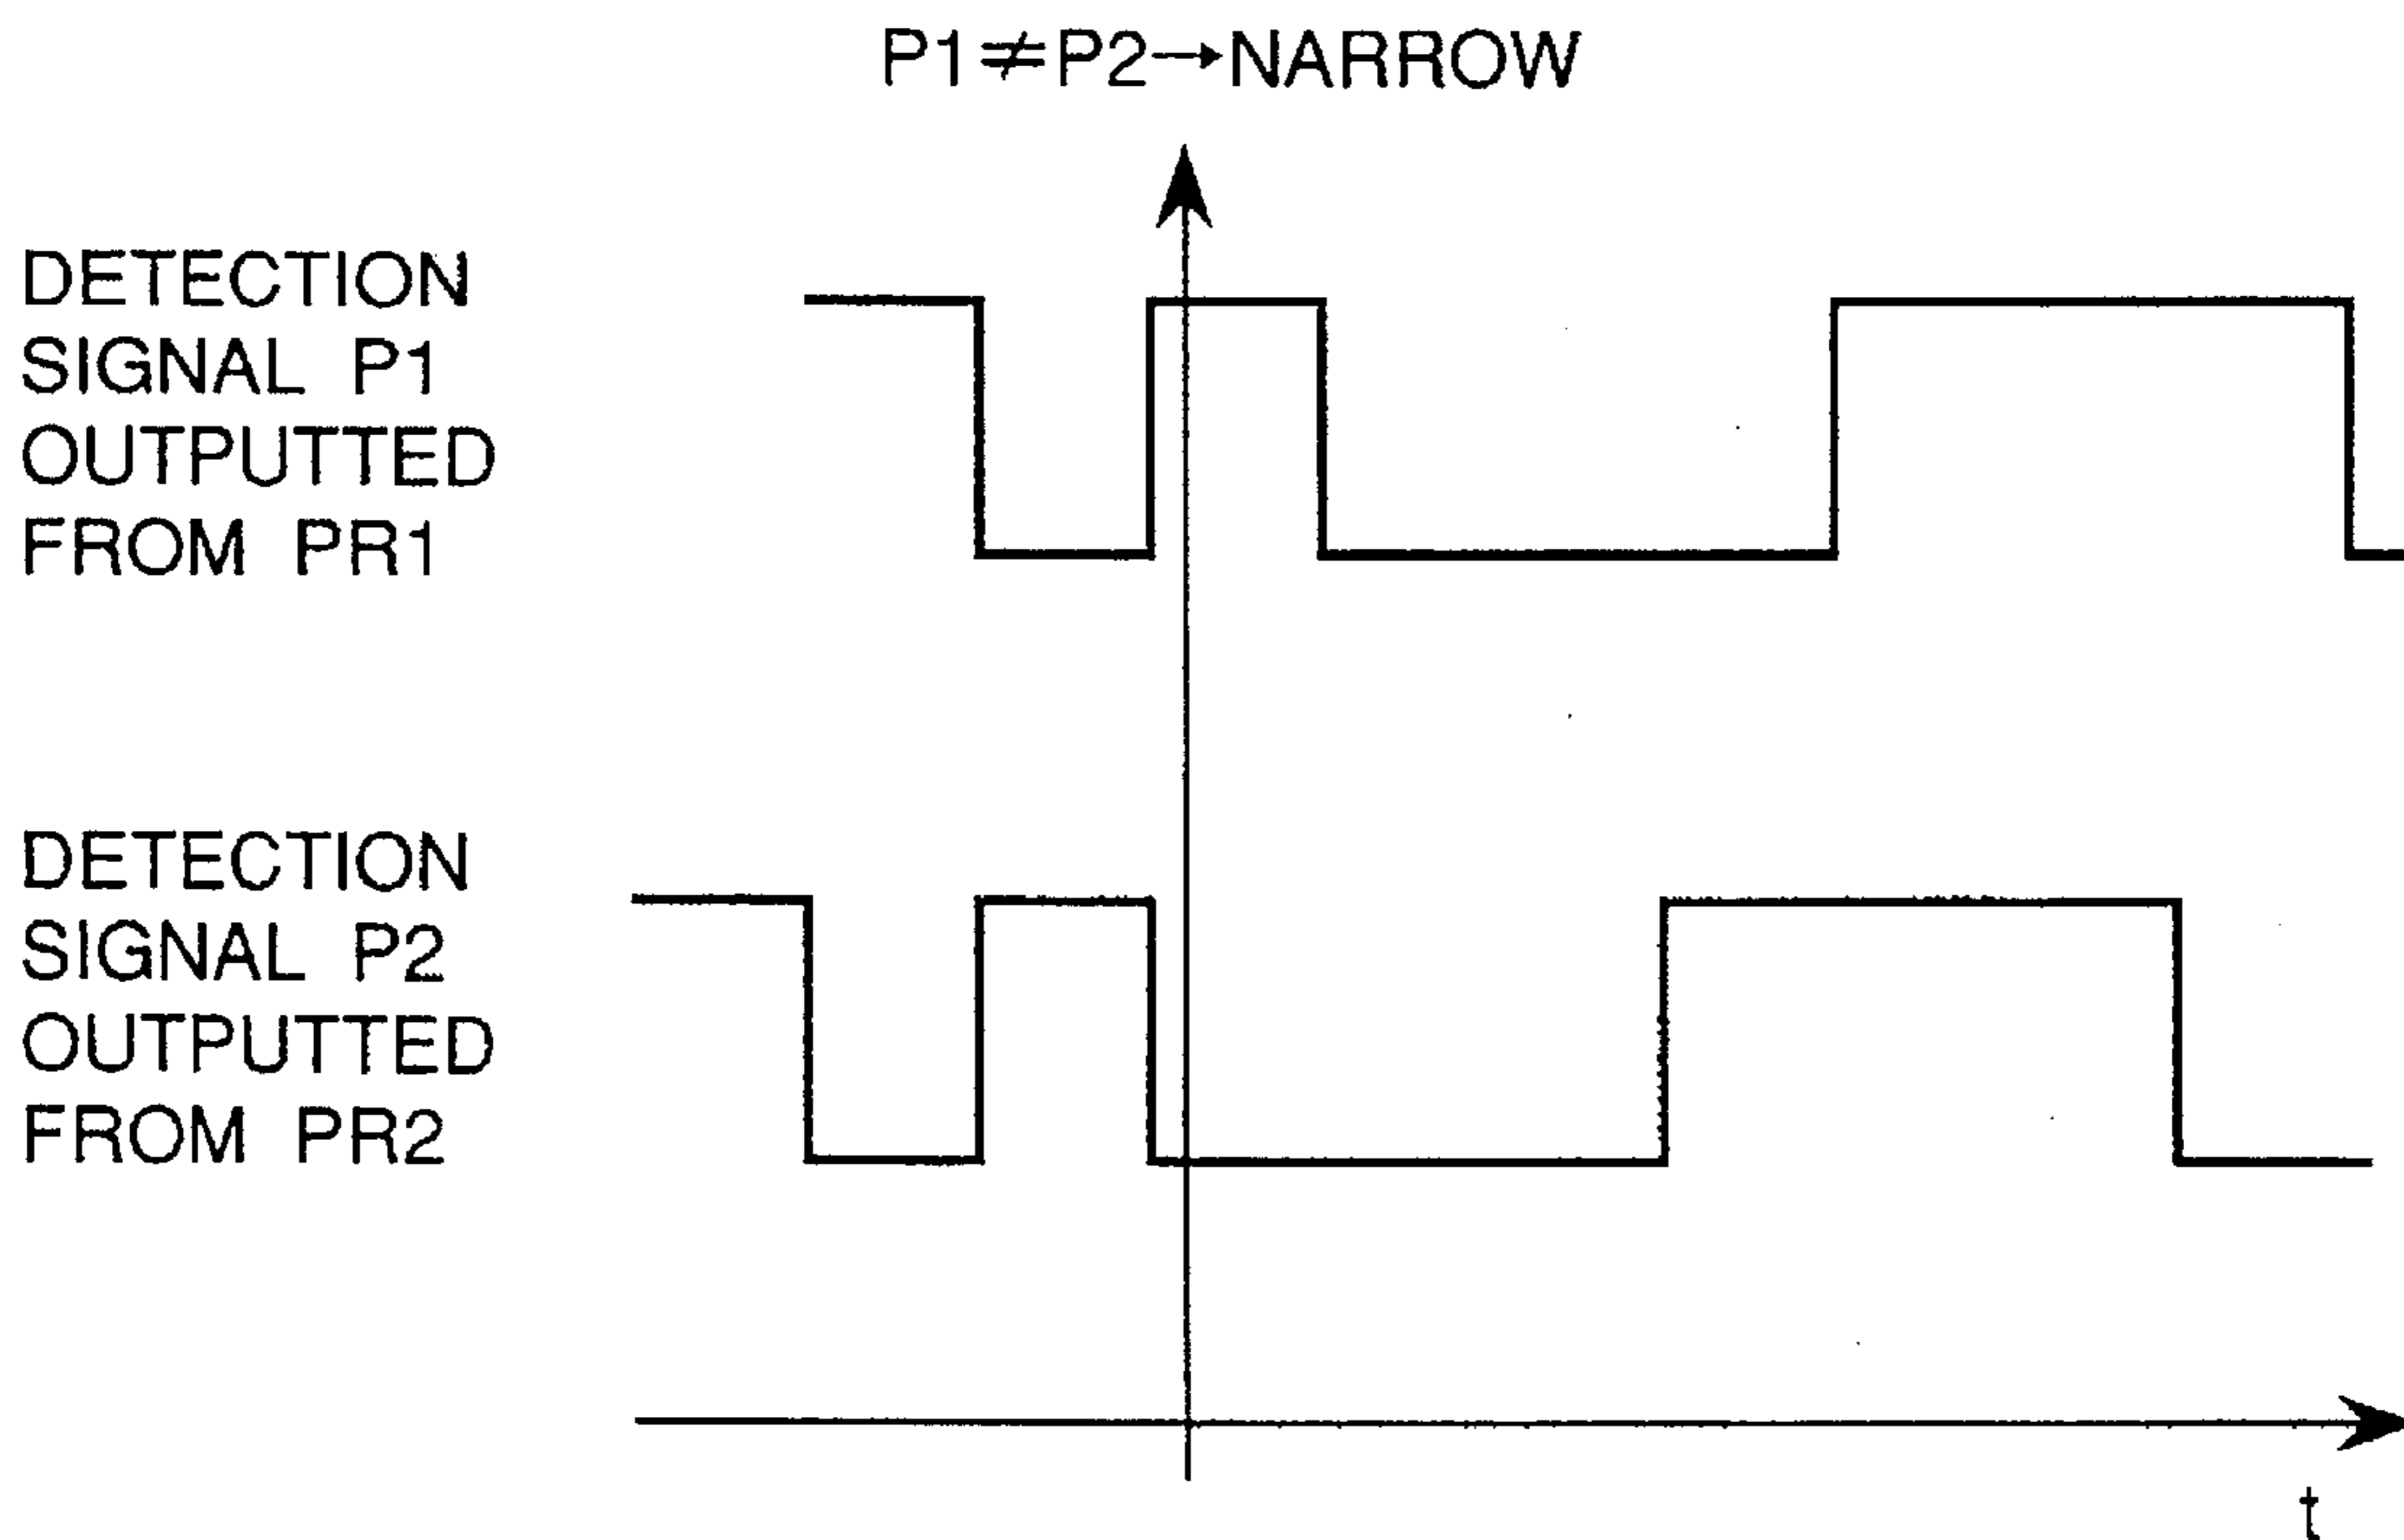 P1≠P2→NARROW
DETECTION
SIGNAL P1
OUTPUTTED
FROM PR1
DETECTION
SIGNAL P2
OUTPUTTED
FROM PR2
t